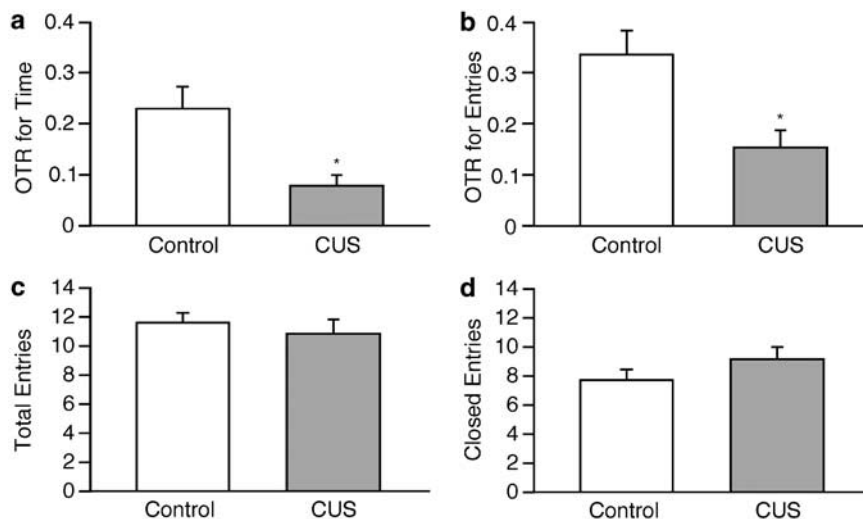 a
OTR for Time
0.4
0.3
0.2
0.1
0
*
Control
CUS
b
OTR for Entries
0.4
0.3
0.2
0.1
0
*
Control
CUS
c
Total Entries
14
12
10
8
6
4
2
0
Control
CUS
d
Closed Entries
14
12
10
8
6
4
2
0
Control
CUS